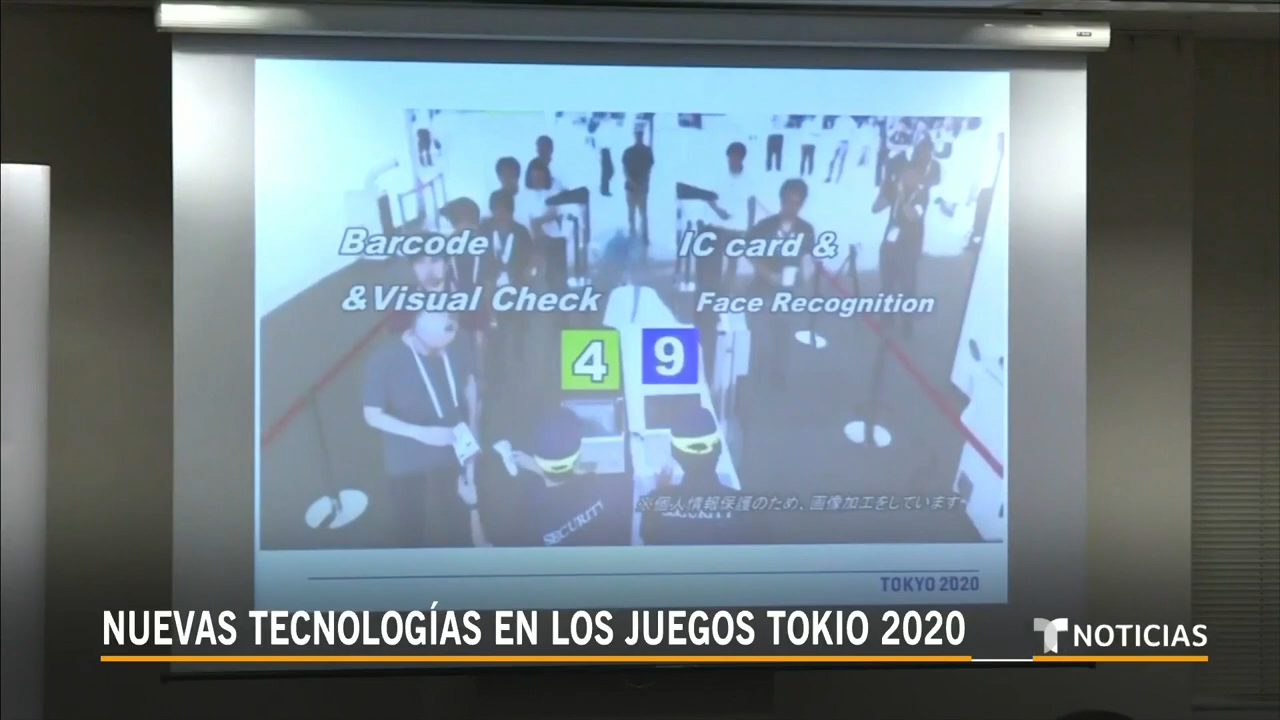 Barcode
&Visual Check
IC card &
Face Recognition
4
9
※個人情報保護のため、画像加工をしています
SECURITY
SECURITY
TOKYO 2020
NUEVAS TECNOLOGÍAS EN LOS JUEGOS TOKIO 2020
NOTICIAS